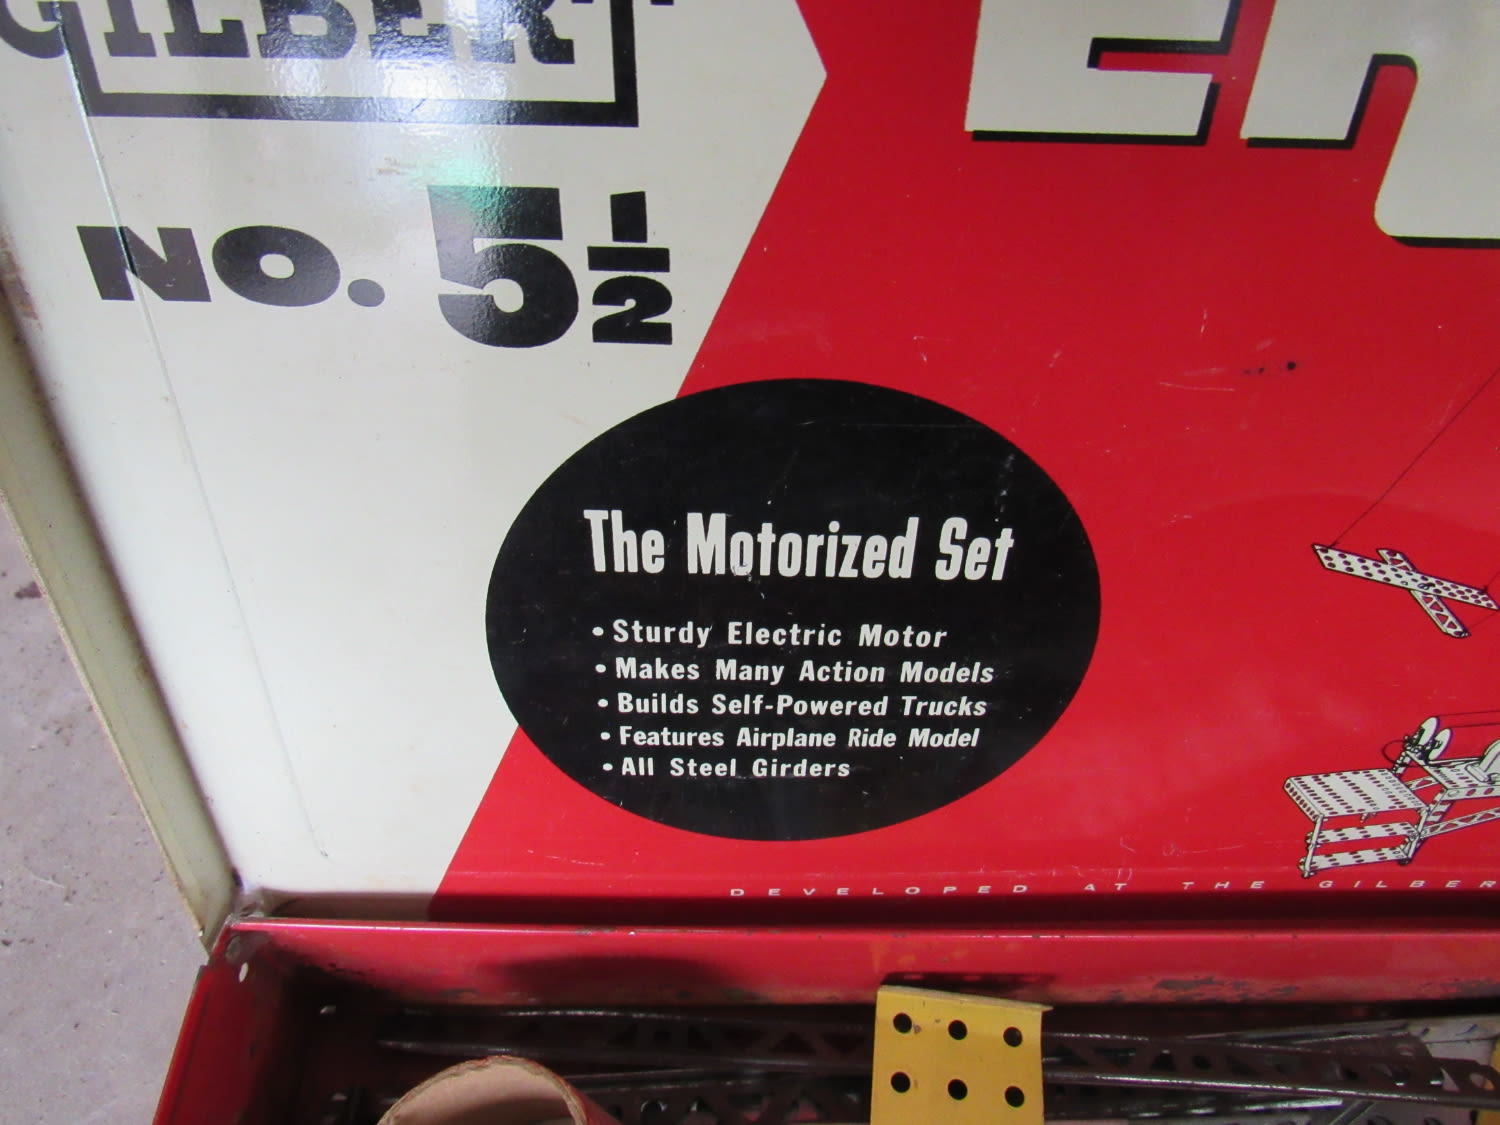 GILBERT
NO. 5 1/2
The Motorized Set
• Sturdy Electric Motor
• Makes Many Action Models
• Builds Self-Powered Trucks
• Features Airplane Ride Model
• All Steel Girders
DEVELOPED AT THE GILBER